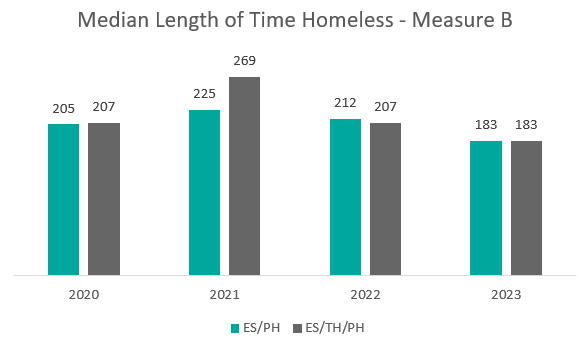 Median Length of Time Homeless - Measure B
205 207 225 269 212 207 183 183
2020 2021 2022 2023
ES/PH ES/TH/PH